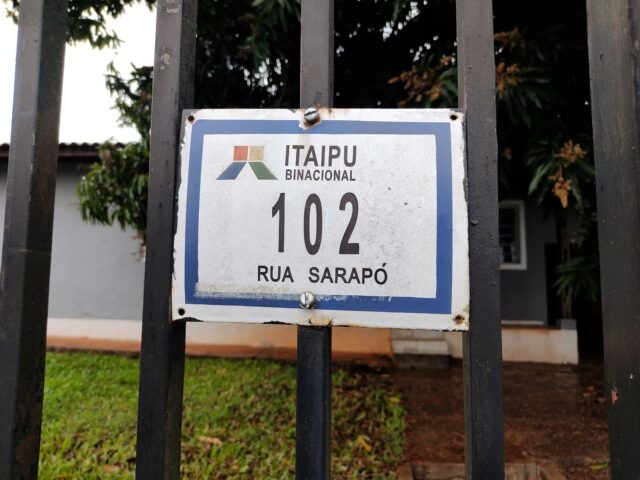 ITAIPU
BINACIONAL
102
RUA SARAPÓ